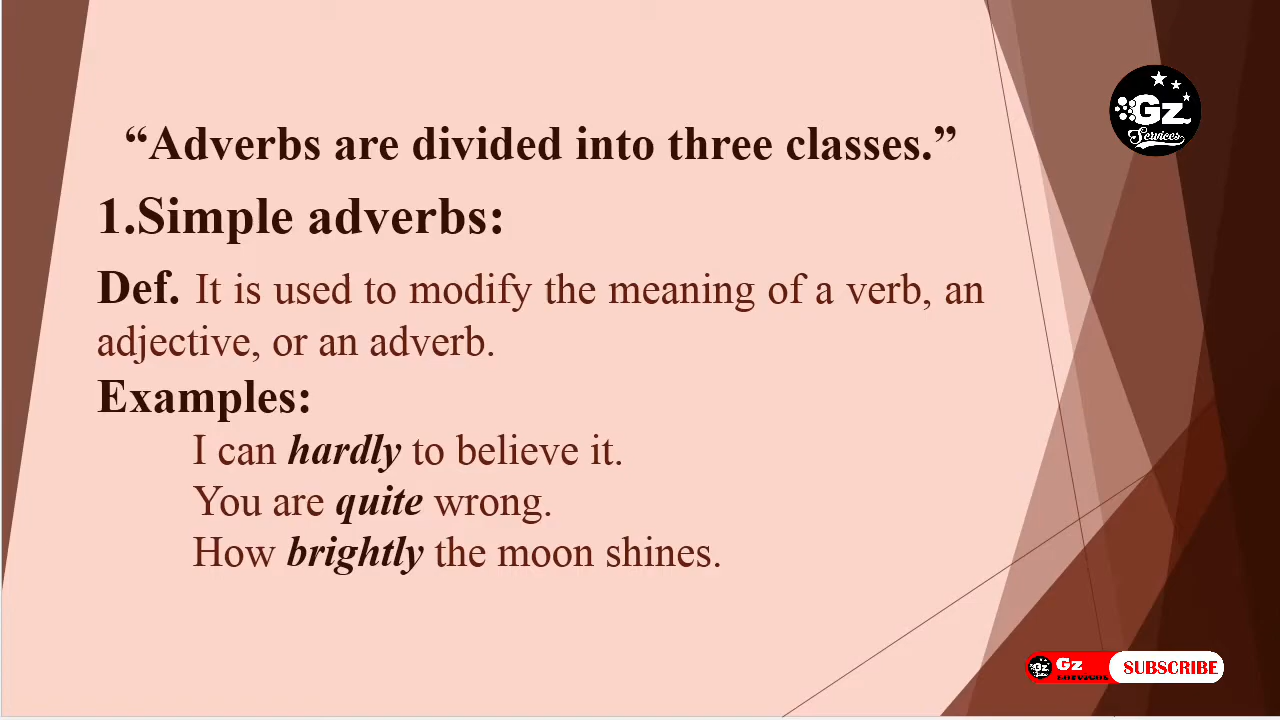 “Adverbs are divided into three classes.”
Gz
Services
1.Simple adverbs:
Def. It is used to modify the meaning of a verb, an
adjective, or an adverb.
Examples:
I can hardly to believe it.
You are quite wrong.
How brightly the moon shines.
Gz
SUBSCRIBE